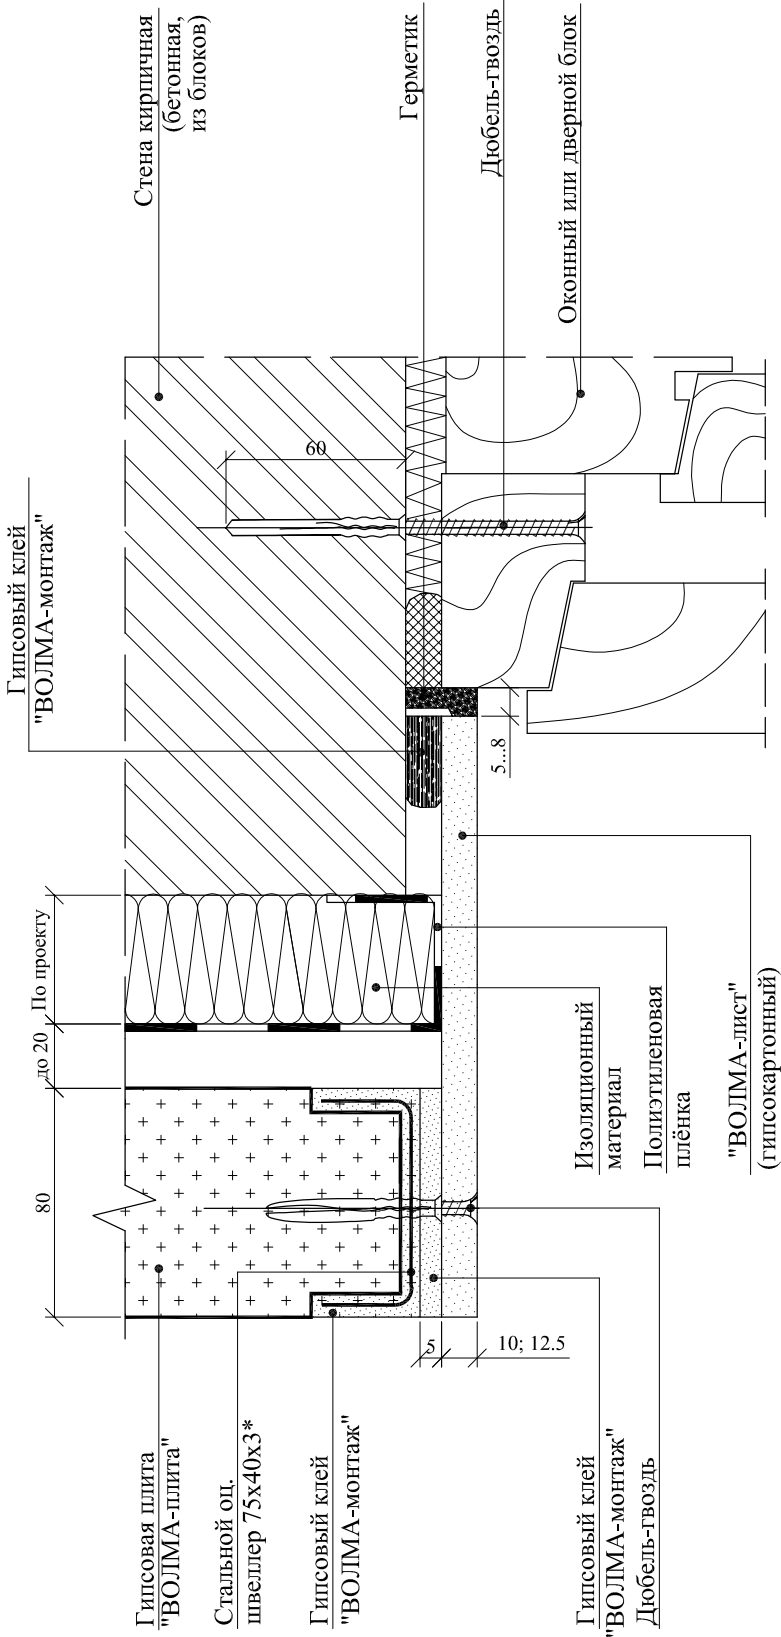 Гипсовая плита
"ВОЛМА-плита"
Стальной оц.
швеллер 75х40х3*
Гипсовый клей
"ВОЛМА-монтаж"
80
до 20
По проекту
Гипсовый клей
"ВОЛМА-монтаж"
Стена кирпичная
(бетонная,
из блоков)
60
Герметик
Дюбель-гвоздь
Оконный или дверной блок
5
10; 12.5
5...8
Гипсовый клей
"ВОЛМА-монтаж"
Дюбель-гвоздь
Изоляционный
материал
Полиэтиленовая
плёнка
"ВОЛМА-лист"
(гипсокартонный)